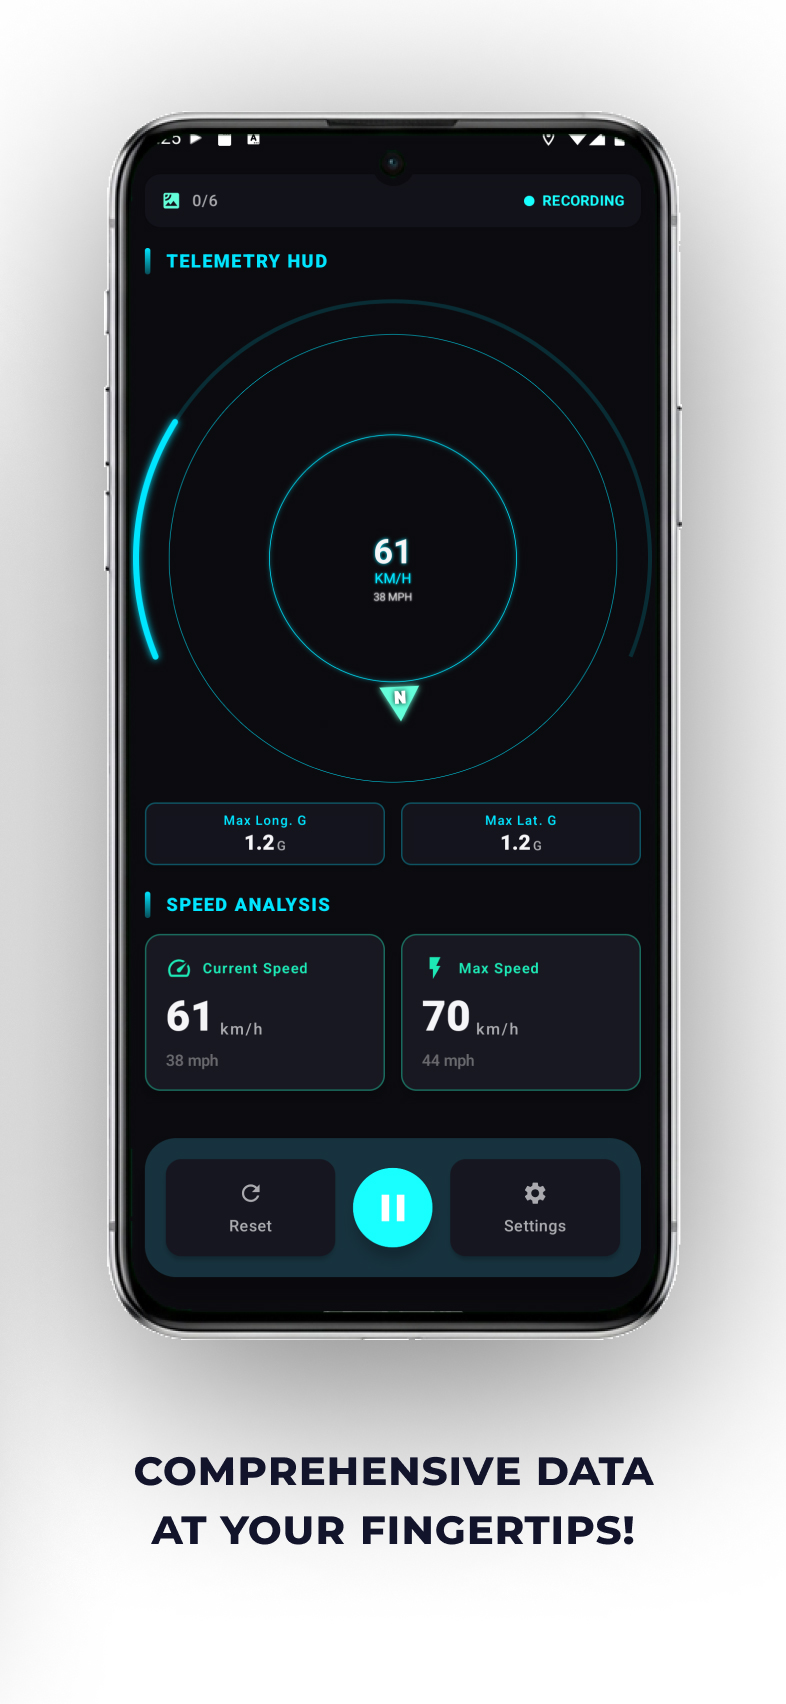 :25
0/6
RECORDING
TELEMETRY HUD
61
KM/H
38 MPH
N
Max Long. G
1.2 G
Max Lat. G
1.2 G
SPEED ANALYSIS
Current Speed
61 km/h
38 mph
Max Speed
70 km/h
44 mph
Reset
Settings
COMPREHENSIVE DATA
AT YOUR FINGERTIPS!